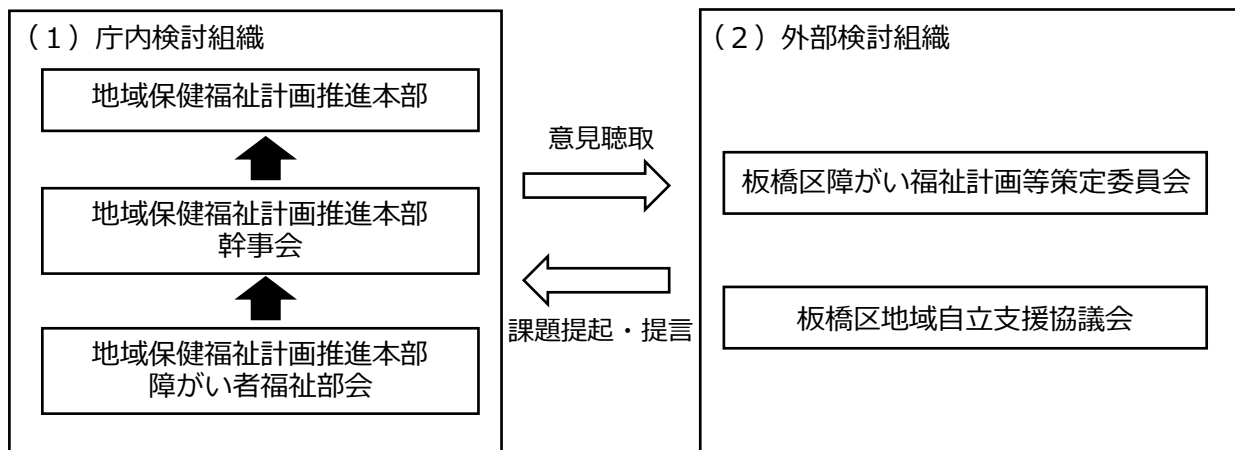 （１）庁内検討組織
地域保健福祉計画推進本部
地域保健福祉計画推進本部
幹事会
地域保健福祉計画推進本部
障がい者福祉部会
意見聴取
課題提起・提言
（２）外部検討組織
板橋区障がい福祉計画等策定委員会
板橋区地域自立支援協議会